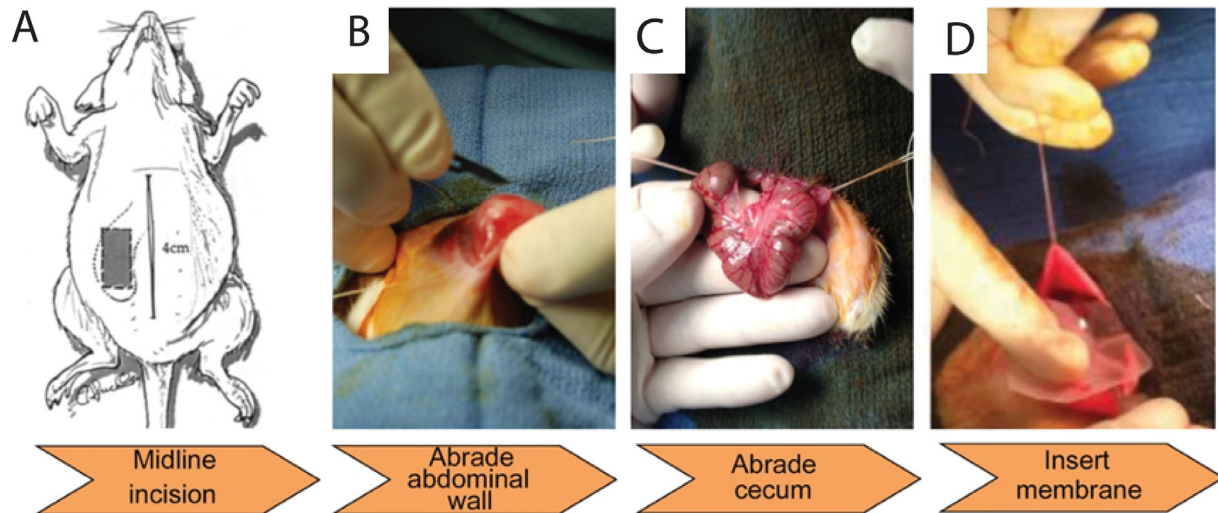 A
B
C
D
4cm
Midline
incision
Abrade
abdominal
wall
Abrade
cecum
Insert
membrane